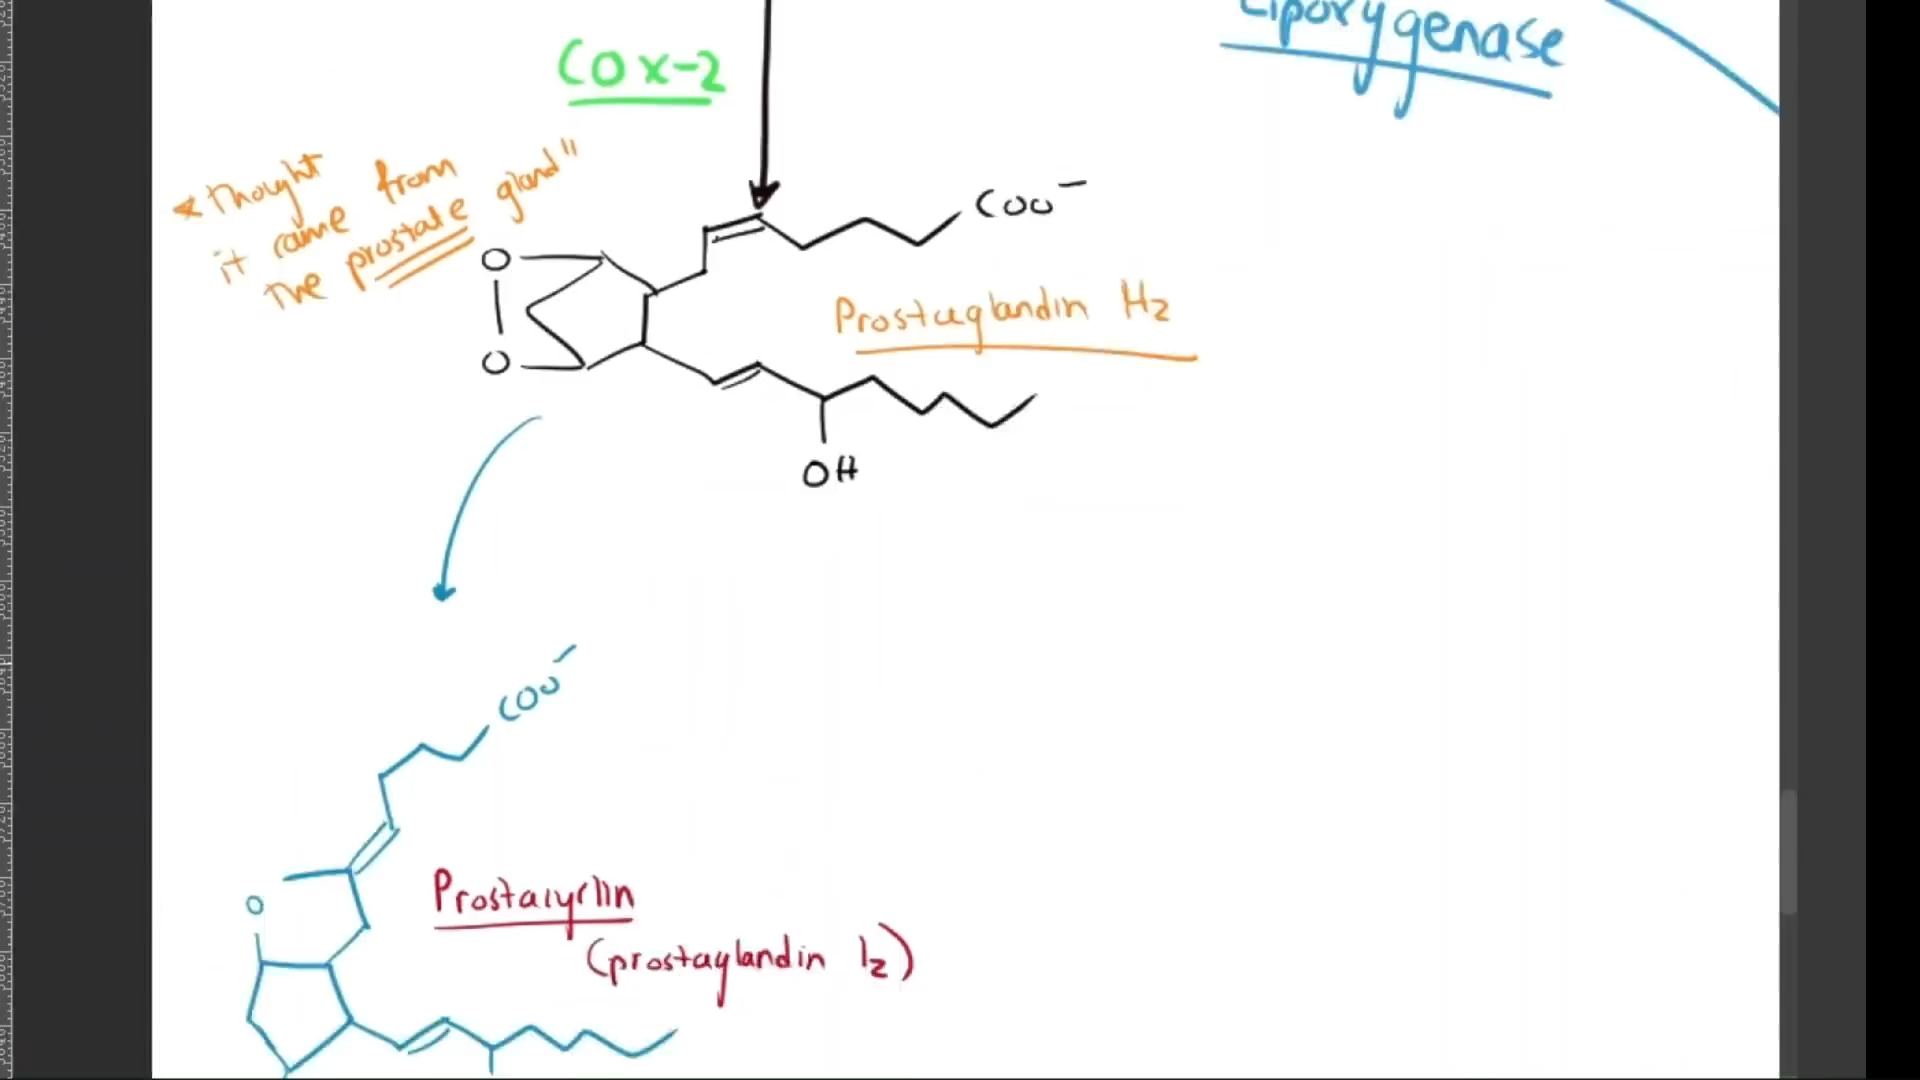 Lipoxygenase
COX-2
"thought
it came from
the prostate gland"
COO⁻
O
O
Prostaglandin H2
OH
COO⁻
O
Prostacyclin
(prostaglandin I2)